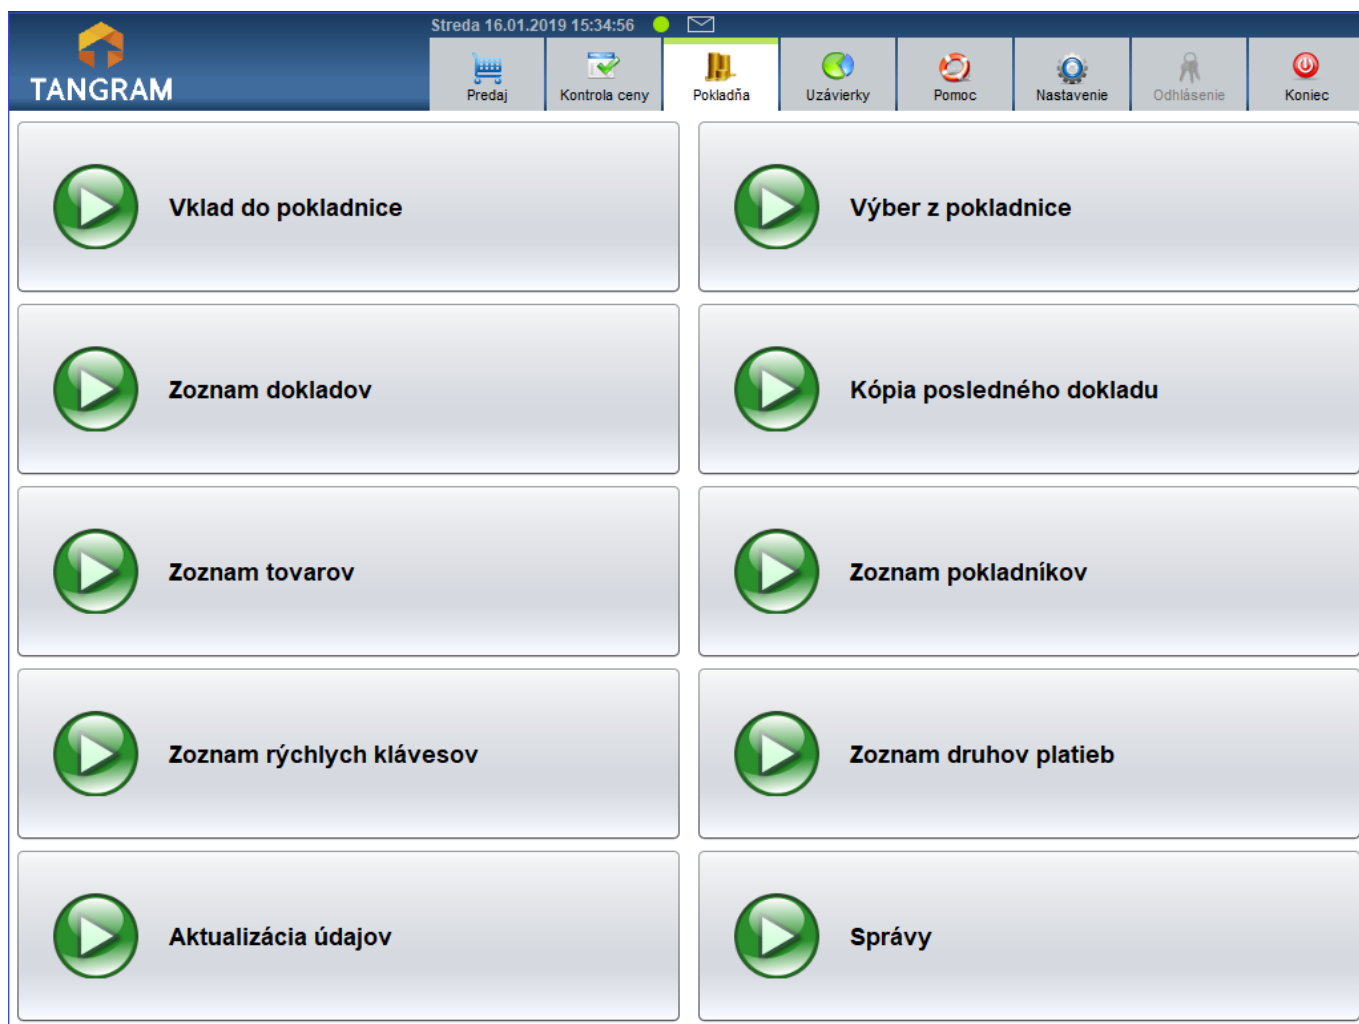 Streda 16.01.2019 15:34:56
TANGRAM
Predaj
Kontrola ceny
Pokladňa
Uzávierky
Pomoc
Nastavenie
Odhlásenie
Koniec
Vklad do pokladnice
Výber z pokladnice
Zoznam dokladov
Kópia posledného dokladu
Zoznam tovarov
Zoznam pokladníkov
Zoznam rýchlych klávesov
Zoznam druhov platieb
Aktualizácia údajov
Správy